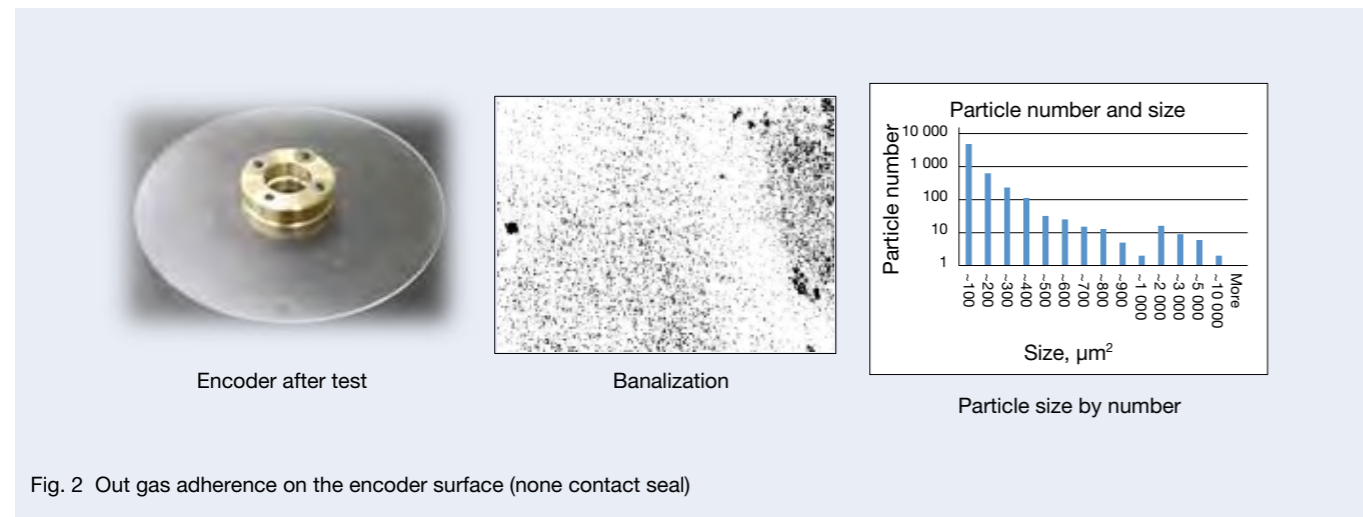 Particle number and size
Particle number
10 000
1 000
100
10
1
~100
~200
~300
~400
~500
~600
~700
~800
~900
~1 000
~2 000
~3 000
~5 000
~10 000
More
Size, µm²
Encoder after test
Banalization
Particle size by number
Fig. 2 Out gas adherence on the encoder surface (none contact seal)